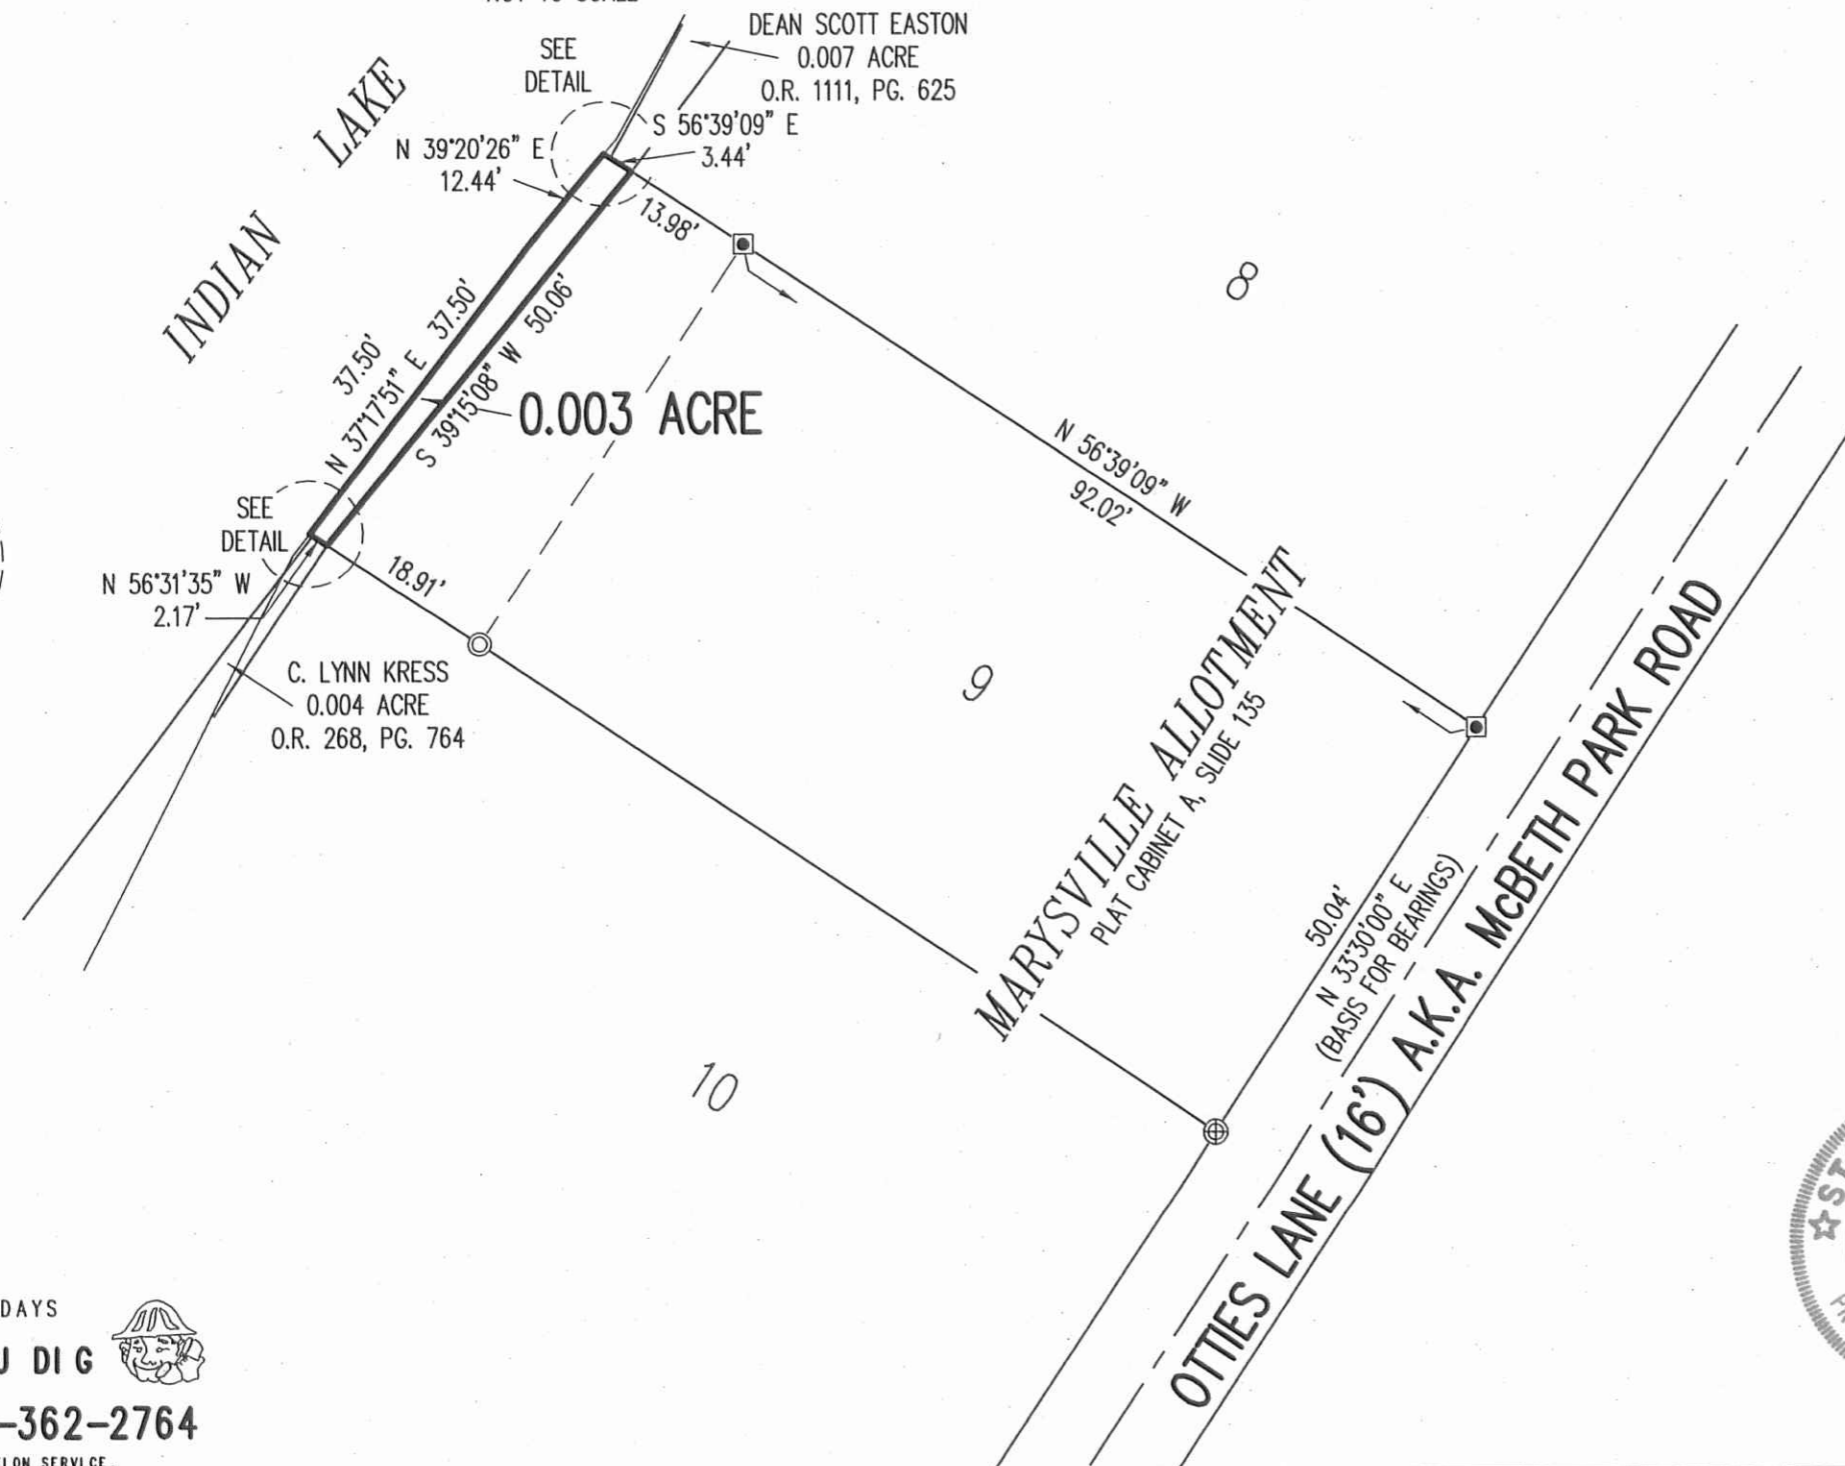 DEAN SCOTT EASTON
0.007 ACRE
O.R. 1111, PG. 625
SEE
DETAIL
INDIAN LAKE
N 39°20'26" E
12.44'
S 56°39'09" E
3.44'
13.98'
8
37.50'
N 37°17'51" E 37.50'
S 39°15'08" W 50.06'
0.003 ACRE
N 56°39'09" W
92.02'
SEE
DETAIL
N 56°31'35" W
2.17'
18.91'
C. LYNN KRESS
0.004 ACRE
O.R. 268, PG. 764
9
MARYSVILLE ALLOTMENT
PLAT CABINET A, SLIDE 135
50.04'
N 33°30'00" E
(BASIS FOR BEARINGS)
OTTIES LANE (16') A.K.A. McBETH PARK ROAD
10
DAYS
DIG
-362-2764
SERVICE